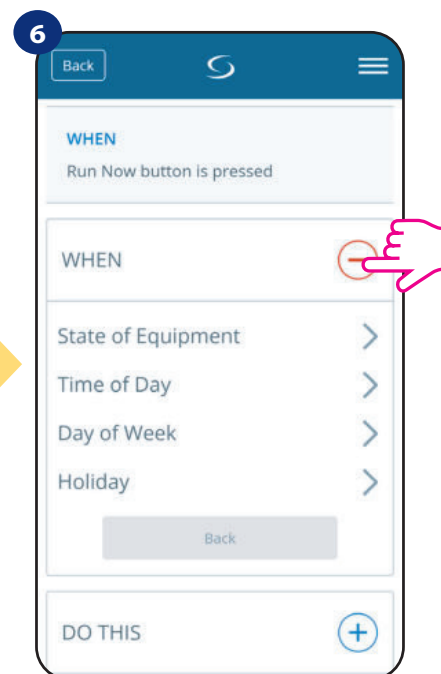 6
Back
WHEN
Run Now button is pressed
WHEN
State of Equipment
Time of Day
Day of Week
Holiday
Back
DO THIS